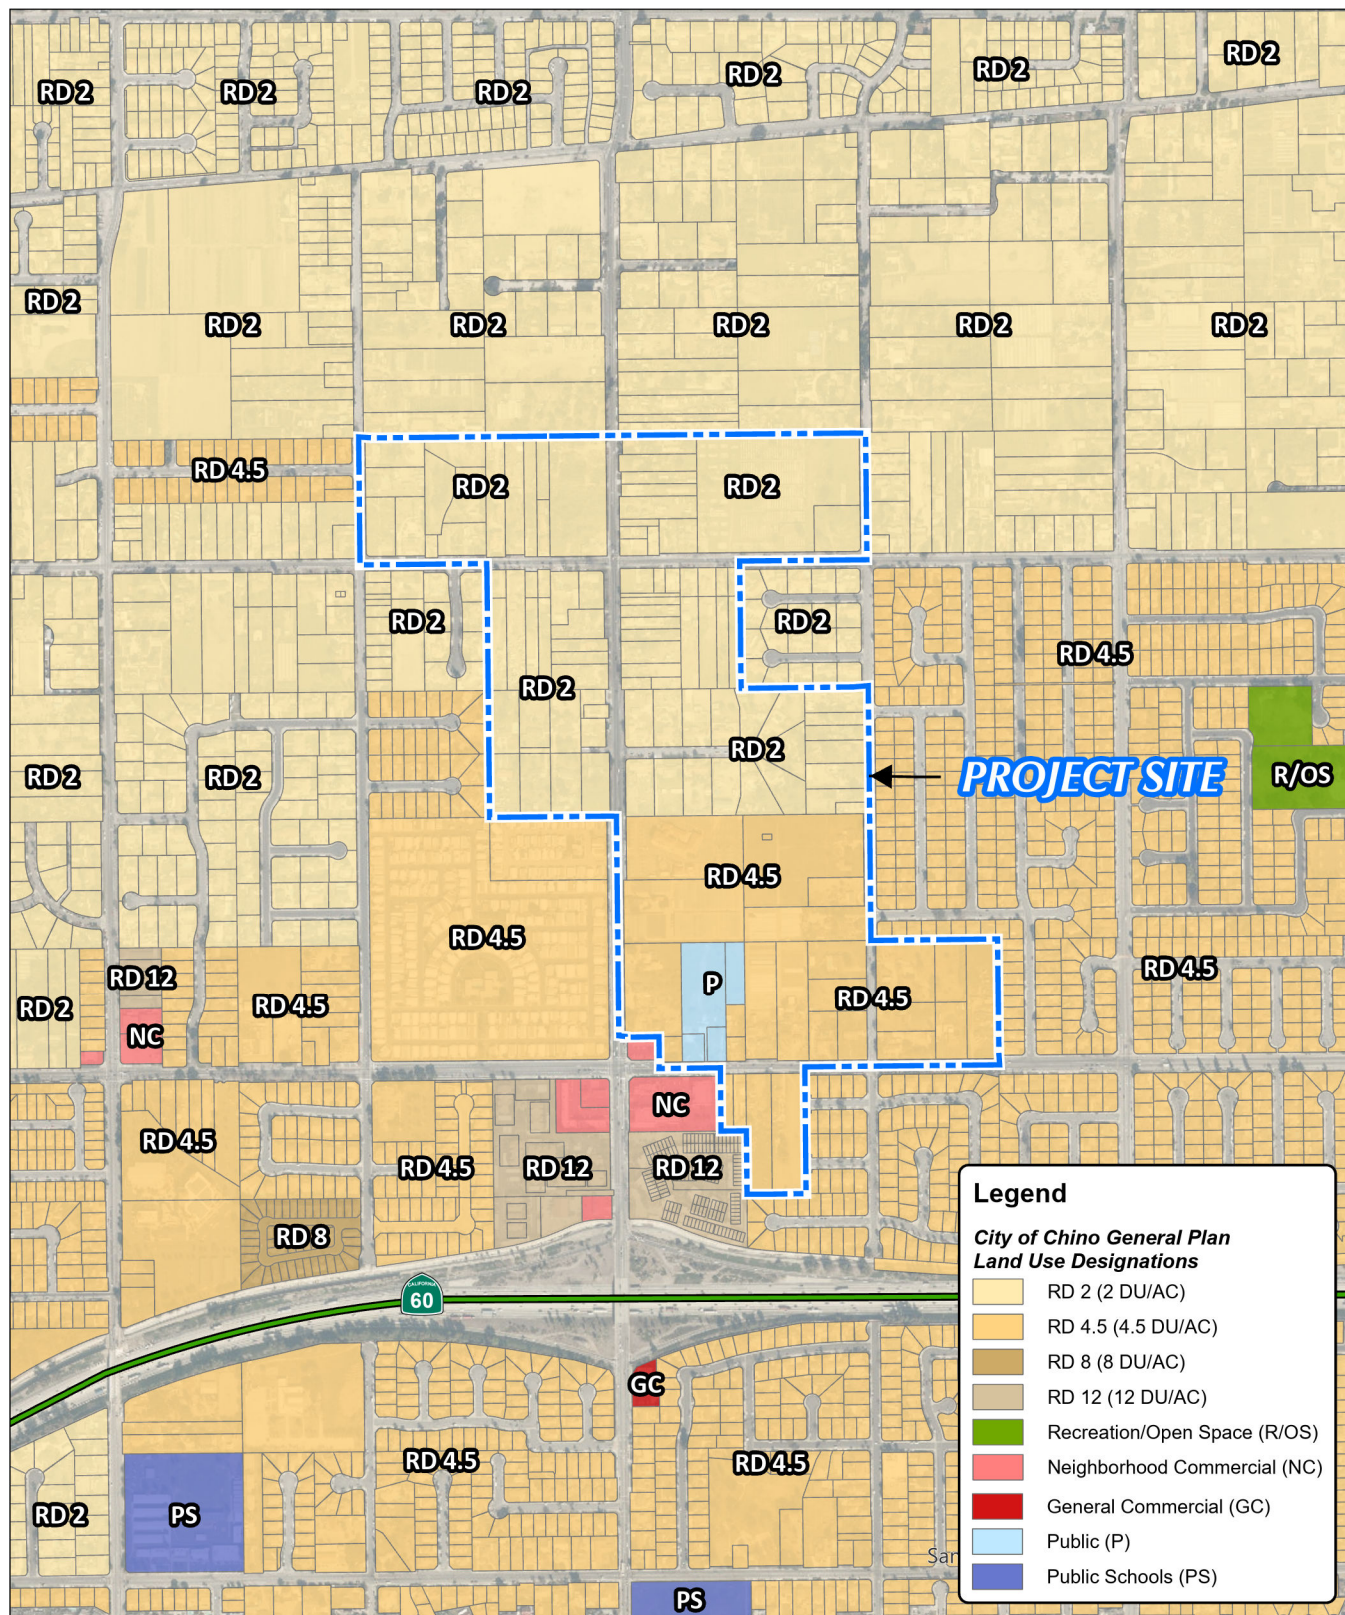 RD 2
RD 2
RD 2
RD 2
RD 2
RD 2
RD 2
RD 2
RD 2
RD 2
RD 2
RD 2
RD 4.5
RD 2
RD 2
RD 2
RD 2
RD 4.5
RD 2
RD 2
RD 2
RD 2
PROJECT SITE
R/OS
RD 4.5
RD 4.5
RD 12
RD 4.5
P
RD 4.5
RD 4.5
RD 2
NC
NC
RD 4.5
RD 4.5
RD 12
RD 12
RD 8
CALIFORNIA
60
GC
RD 4.5
RD 4.5
RD 2
PS
PS
Legend
City of Chino General Plan
Land Use Designations
RD 2 (2 DU/AC)
RD 4.5 (4.5 DU/AC)
RD 8 (8 DU/AC)
RD 12 (12 DU/AC)
Recreation/Open Space (R/OS)
Neighborhood Commercial (NC)
General Commercial (GC)
Public (P)
Public Schools (PS)